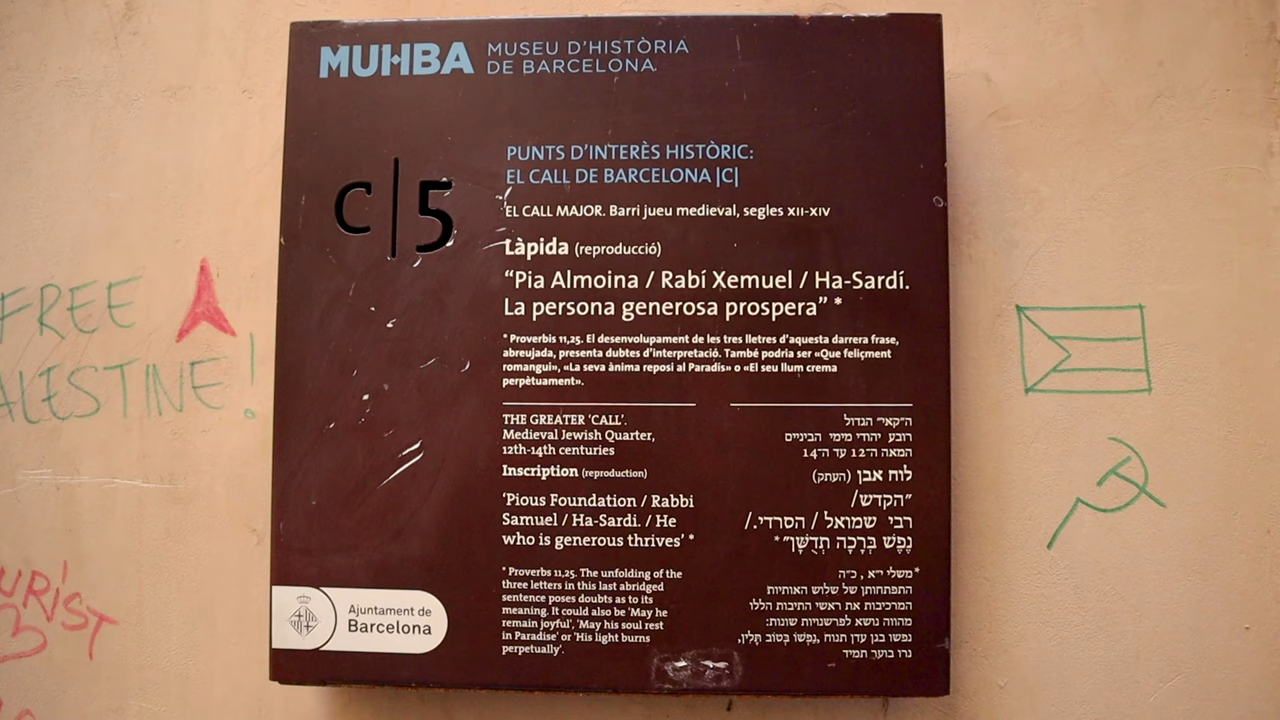 MUHBA MUSEU D'HISTÒRIA
DE BARCELONA
C|5
PUNTS D'INTERÈS HISTÒRIC:
EL CALL DE BARCELONA |C|
EL CALL MAJOR. Barri jueu medieval, segles XII-XIV
Làpida (reproducció)
“Pia Almoina / Rabí Xemuel / Ha-Sardí.
La persona generosa prospera” *
* Proverbis 11,25. El desenvolupament de les tres lletres d'aquesta darrera frase,
abreujada, presenta dubtes d'interpretació. També podria ser «Que feliçment
romangui», «La seva ànima reposi al Paradís» o «El seu llum crema
perpètuament».
THE GREATER ‘CALL’.
Medieval Jewish Quarter,
12th-14th centuries
Inscription (reproduction)
‘Pious Foundation / Rabbi
Samuel / Ha-Sardi. / He
who is generous thrives’ *
* Proverbs 11,25. The unfolding of the
three letters in this last abridged
sentence poses doubts as to its
meaning. It could also be ‘May he
remain joyful’, ‘May his soul rest
in Paradise’ or ‘His light burns
perpetually’.
ה״קאי״ הגדול
רובע יהודי מימי הביניים
המאה ה־12 עד ה־14
לוח אבן (העתק)
״הקדש/
רבי שמואל / הסרדי./
נֶפֶשׁ בְּרָכָה תְדֻשָּׁן״*
*משלי י״א , כ״ה
התפתחותן של שלוש האותיות
המרכיבות את ראשי התיבות הללו
מהווה נושא לפרשנויות שונות:
נפשו בגן עדן תנוח ,נַפְשׁוֹ בְּטוֹב תָּלִין,
נרו בוער תמיד
Ajuntament de
Barcelona
FREE
ALESTINE!
URIST